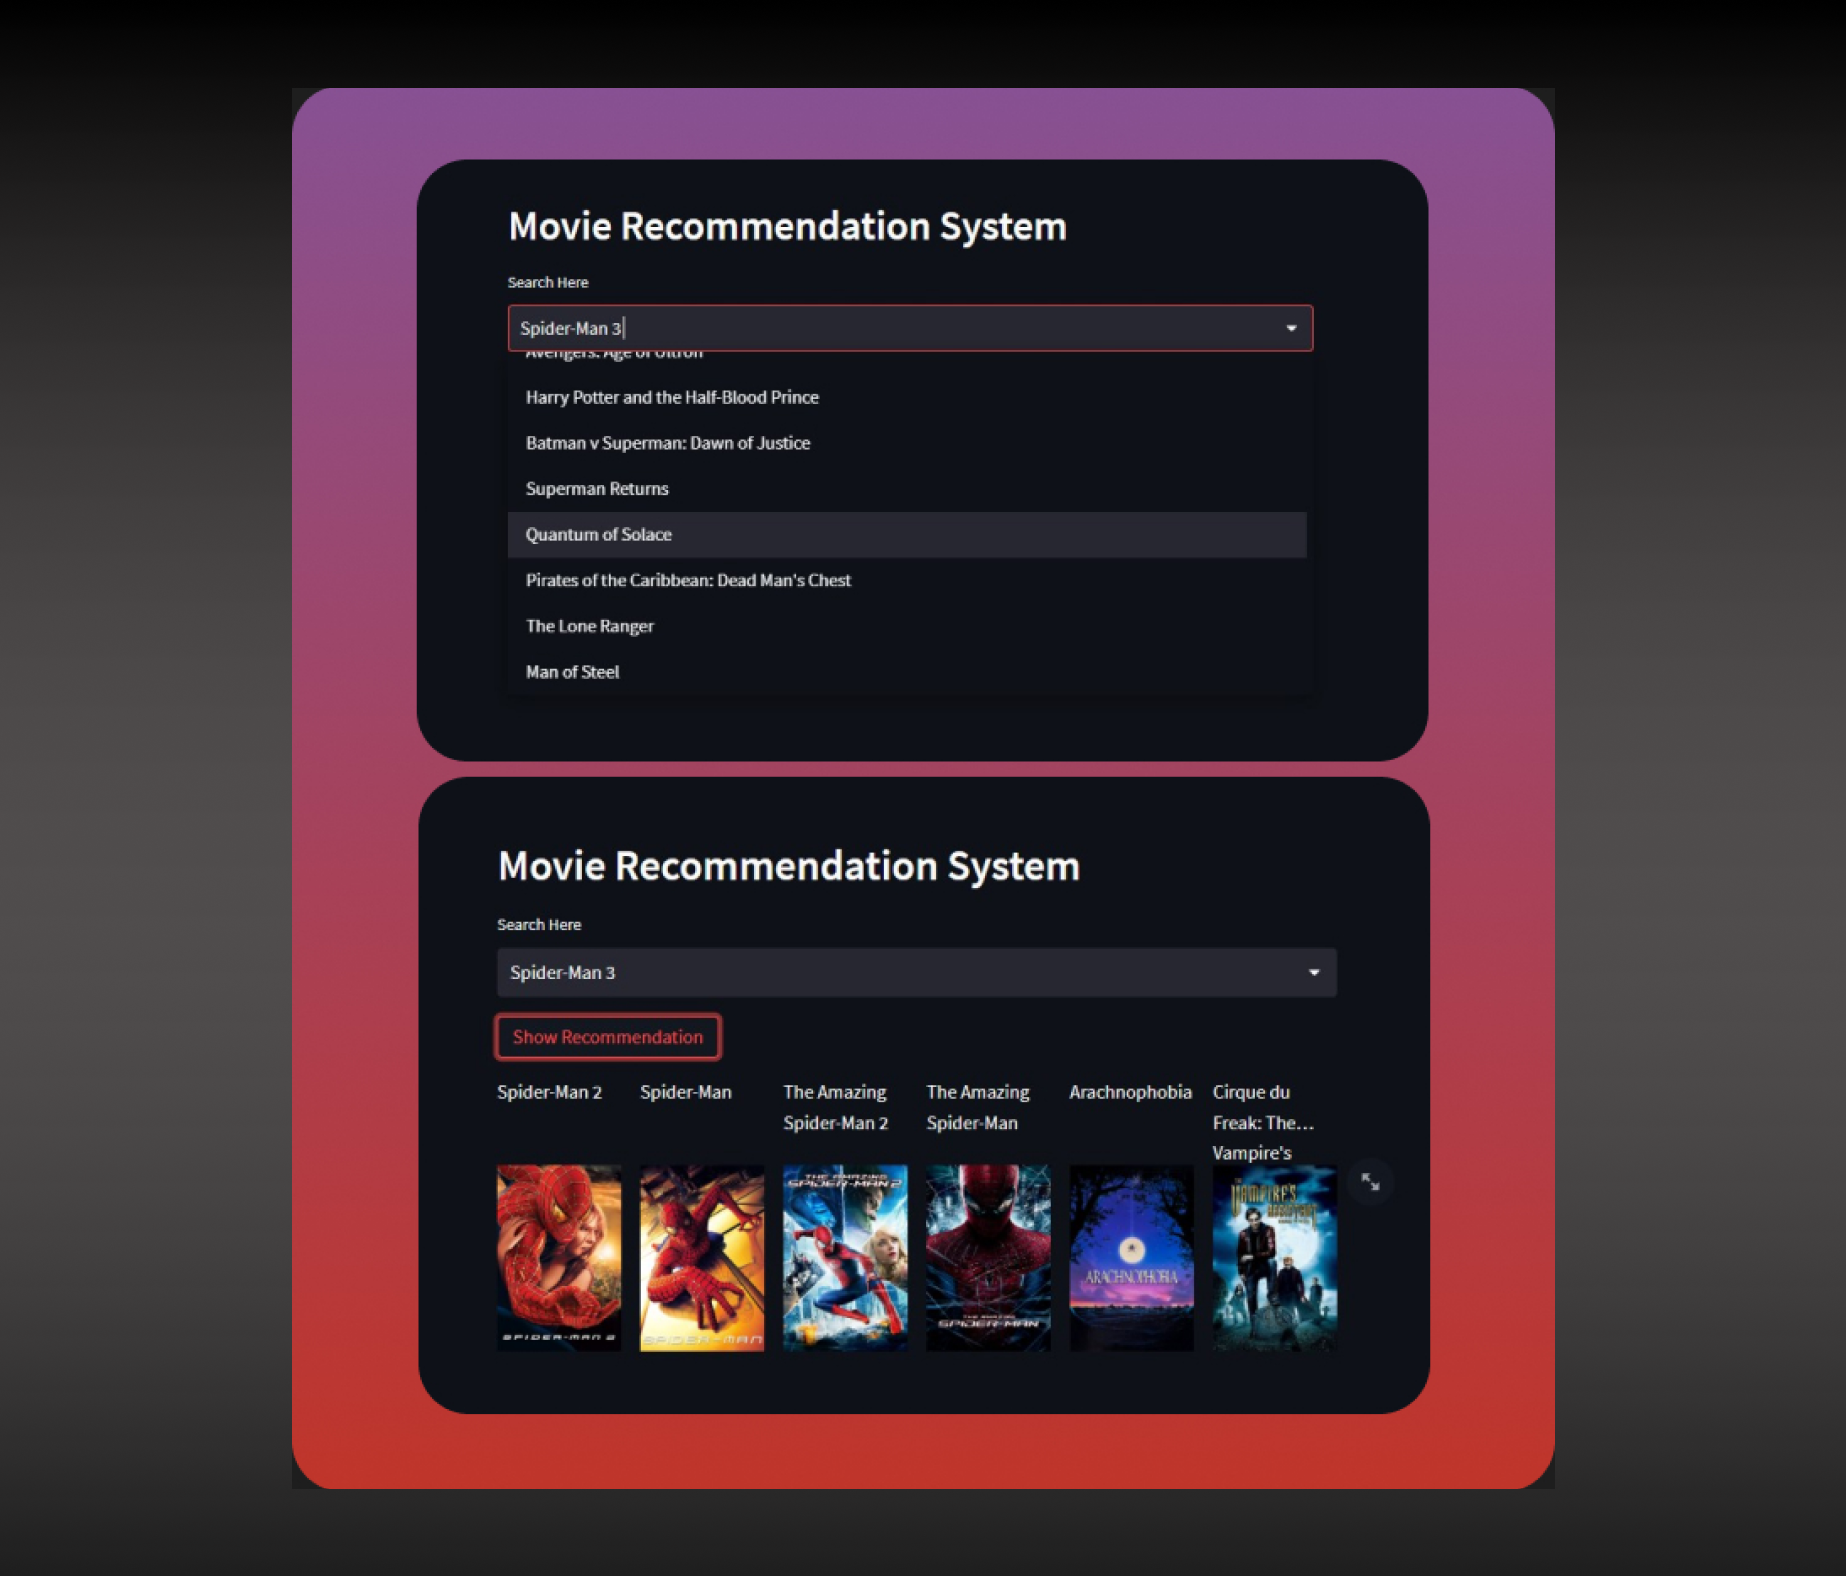 Movie Recommendation System
Search Here
Spider-Man 3
Avengers: Age of Ultron
Harry Potter and the Half-Blood Prince
Batman v Superman: Dawn of Justice
Superman Returns
Quantum of Solace
Pirates of the Caribbean: Dead Man's Chest
The Lone Ranger
Man of Steel
Movie Recommendation System
Search Here
Spider-Man 3
Show Recommendation
Spider-Man 2
Spider-Man
The Amazing
Spider-Man 2
The Amazing
Spider-Man
Arachnophobia
Cirque du
Freak: The...
Vampire's
SPIDER-MAN 2
SPIDER-MAN
THE AMAZING
SPIDER-MAN 2
THE AMAZING
SPIDER-MAN
ARACHNOPHOBIA
THE
VAMPIRE'S
ASSISTANT